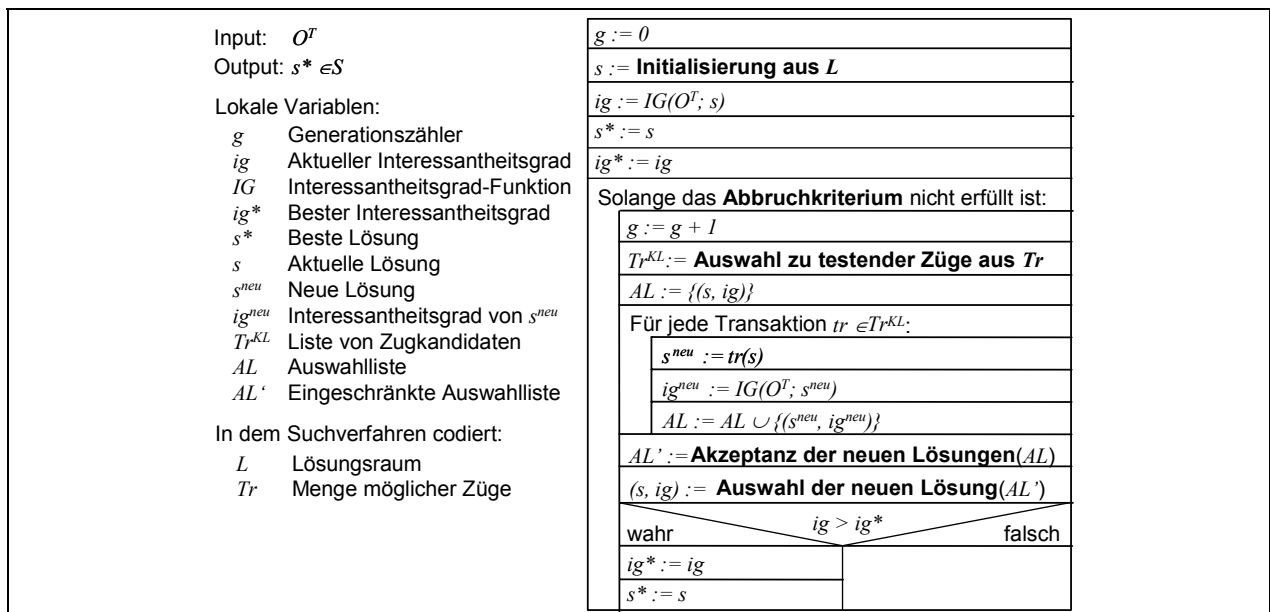 Input: O^T
Output: s* ∈S
Lokale Variablen:
g Generationszähler
ig Aktueller Interessantheitsgrad
IG Interessantheitsgrad-Funktion
ig* Bester Interessantheitsgrad
s* Beste Lösung
s Aktuelle Lösung
s^neu Neue Lösung
ig^neu Interessantheitsgrad von s^neu
Tr^KL Liste von Zugkandidaten
AL Auswahlliste
AL‘ Eingeschränkte Auswahlliste
In dem Suchverfahren codiert:
L Lösungsraum
Tr Menge möglicher Züge
g := 0
s := Initialisierung aus L
ig := IG(O^T; s)
s* := s
ig* := ig
Solange das Abbruchkriterium nicht erfüllt ist:
g := g + 1
Tr^KL := Auswahl zu testender Züge aus Tr
AL := {(s, ig)}
Für jede Transaktion tr ∈Tr^KL:
s^neu := tr(s)
ig^neu := IG(O^T; s^neu)
AL := AL ∪ {(s^neu, ig^neu)}
AL’ := Akzeptanz der neuen Lösungen(AL)
(s, ig) := Auswahl der neuen Lösung(AL’)
ig > ig*
wahr falsch
ig* := ig
s* := s